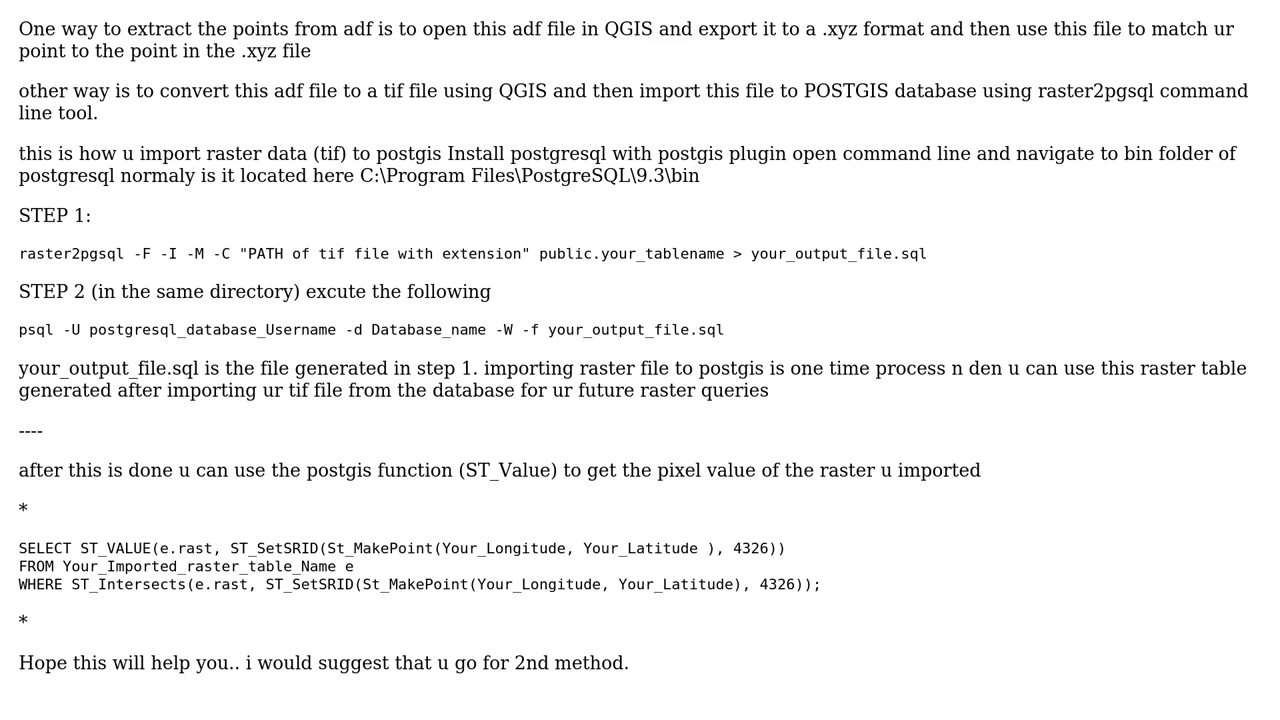 One way to extract the points from adf is to open this adf file in QGIS and export it to a .xyz format and then use this file to match ur
point to the point in the .xyz file
other way is to convert this adf file to a tif file using QGIS and then import this file to POSTGIS database using raster2pgsql command
line tool.
this is how u import raster data (tif) to postgis Install postgresql with postgis plugin open command line and navigate to bin folder of
postgresql normaly is it located here C:\Program Files\PostgreSQL\9.3\bin
STEP 1:
raster2pgsql -F -I -M -C "PATH of tif file with extension" public.your_tablename > your_output_file.sql
STEP 2 (in the same directory) excute the following
psql -U postgresql_database_Username -d Database_name -W -f your_output_file.sql
your_output_file.sql is the file generated in step 1. importing raster file to postgis is one time process n den u can use this raster table
generated after importing ur tif file from the database for ur future raster queries
----
after this is done u can use the postgis function (ST_Value) to get the pixel value of the raster u imported
*
SELECT ST_VALUE(e.rast, ST_SetSRID(St_MakePoint(Your_Longitude, Your_Latitude ), 4326))
FROM Your_Imported_raster_table_Name e
WHERE ST_Intersects(e.rast, ST_SetSRID(St_MakePoint(Your_Longitude, Your_Latitude), 4326));
*
Hope this will help you.. i would suggest that u go for 2nd method.